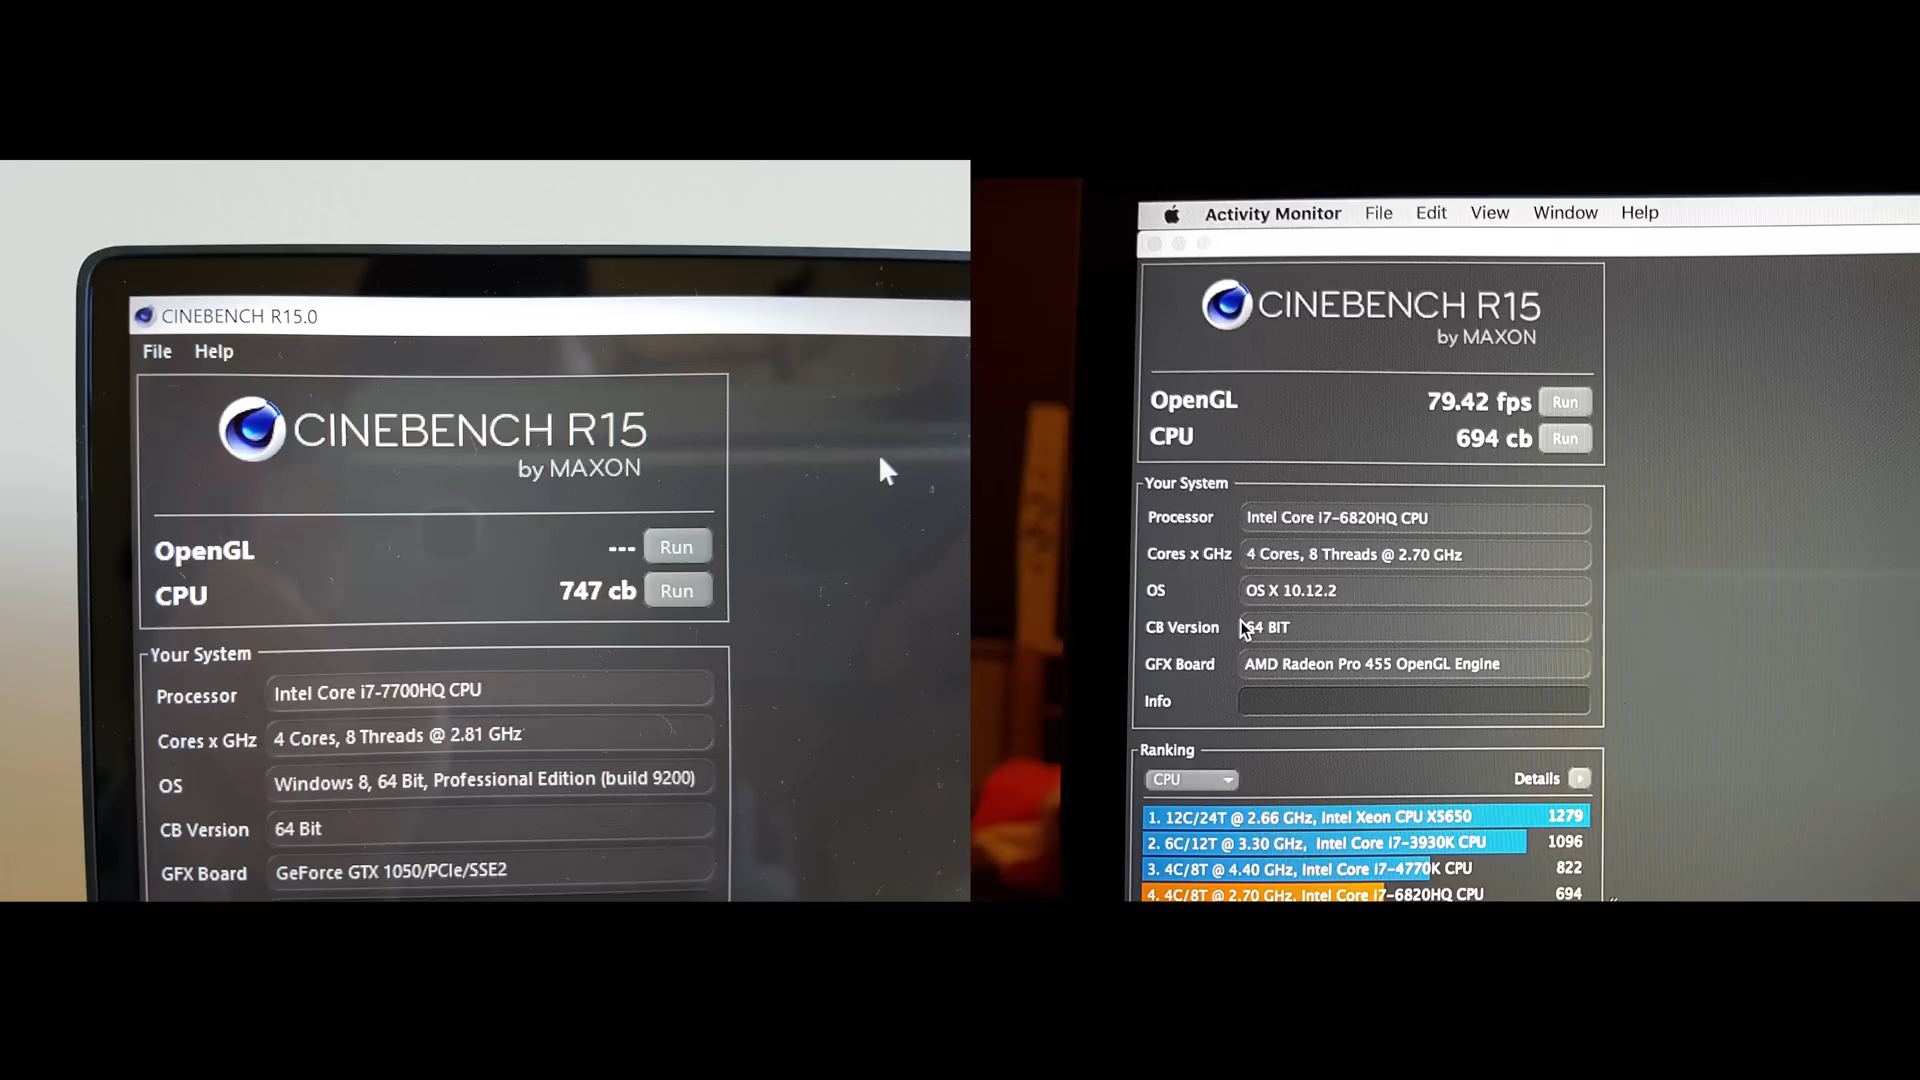 CINEBENCH R15.0
File Help
CINEBENCH R15
by MAXON
OpenGL --- Run
CPU 747 cb Run
Your System
Processor Intel Core i7-7700HQ CPU
Cores x GHz 4 Cores, 8 Threads @ 2.81 GHz
OS Windows 8, 64 Bit, Professional Edition (build 9200)
CB Version 64 Bit
GFX Board GeForce GTX 1050/PCIe/SSE2
Activity Monitor File Edit View Window Help
CINEBENCH R15
by MAXON
OpenGL 79.42 fps Run
CPU 694 cb Run
Your System
Processor Intel Core i7-6820HQ CPU
Cores x GHz 4 Cores, 8 Threads @ 2.70 GHz
OS OS X 10.12.2
CB Version 64 BIT
GFX Board AMD Radeon Pro 455 OpenGL Engine
Info
Ranking
CPU Details
1. 12C/24T @ 2.66 GHz, Intel Xeon CPU X5650 1279
2. 6C/12T @ 3.30 GHz, Intel Core i7-3930K CPU 1096
3. 4C/8T @ 4.40 GHz, Intel Core i7-4770K CPU 822
4. 4C/8T @ 2.70 GHz, Intel Core i7-6820HQ CPU 694